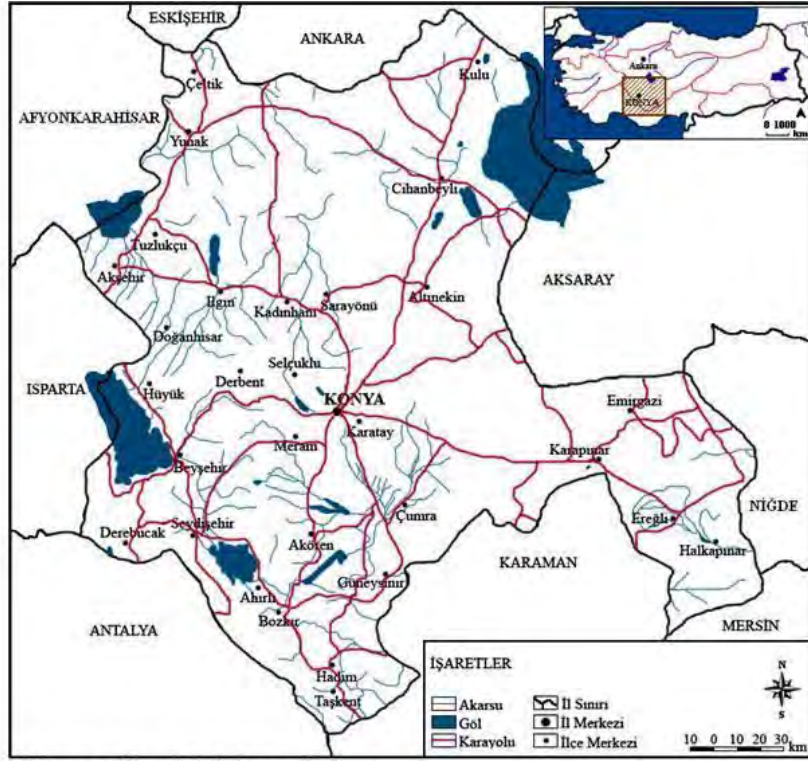 ESKİŞEHİR
ANKARA
Çeltik
Kulu
Ankara
KONYA
0 1000
km
AFYONKARAHİSAR
Yunak
Cihanbeyli
Tuzlukçu
Akşehir
AKSARAY
Ilgın
Kadınhanı
Sarayönü
Altınekin
Doğanhisar
Selçuklu
ISPARTA
Hüyük
Derbent
KONYA
Emirgazi
Karatay
Meram
Beyşehir
Karapınar
Çumra
NİĞDE
Derebucak
Seydişehir
Akören
Ereğli
Halkapınar
Güneysınır
KARAMAN
Ahırlı
Bozkır
MERSİN
ANTALYA
Hadim
Taşkent
İŞARETLER
N
S
Akarsu
İl Sınırı
Göl
İl Merkezi
Karayolu
İlçe Merkezi
10 0 10 20 30
km